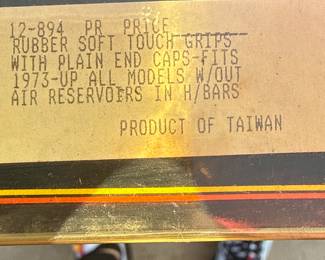 12-894 PR PRICE
RUBBER SOFT TOUCH GRIPS
WITH PLAIN END CAPS-FITS
1973-UP ALL MODELS W/OUT
AIR RESERVOIRS IN H/BARS
PRODUCT OF TAIWAN